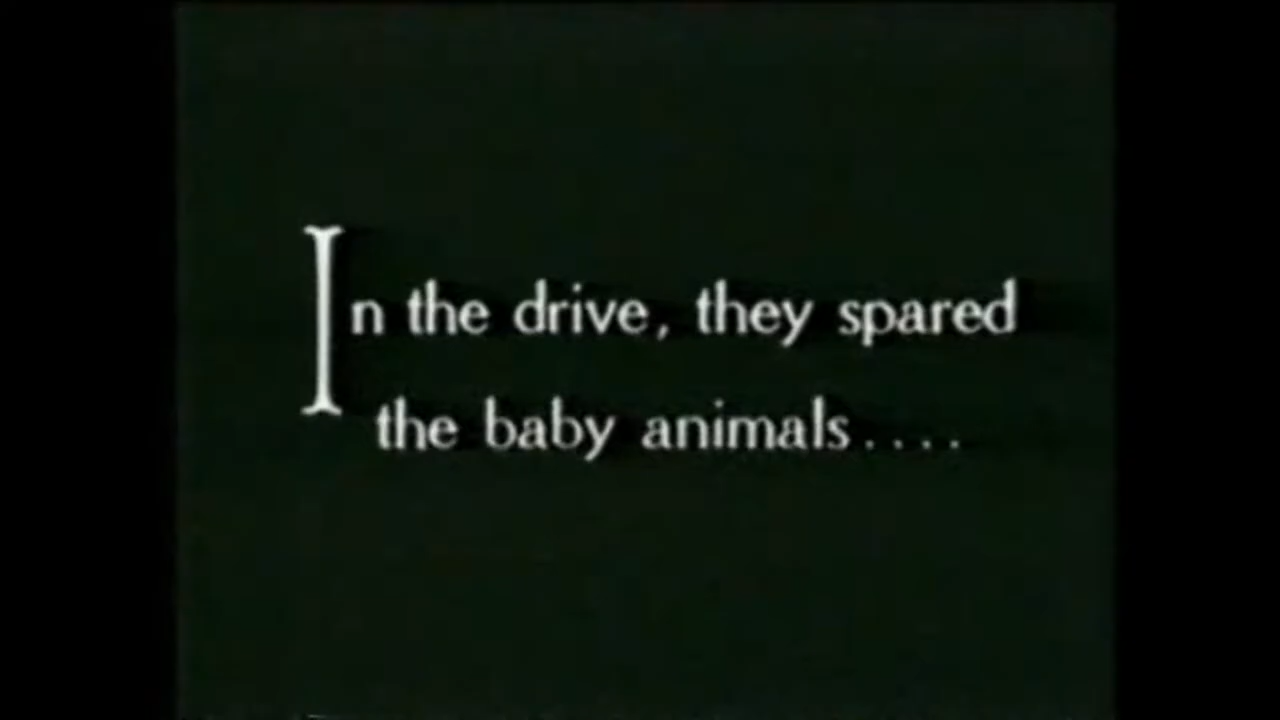 In the drive, they spared
the baby animals....